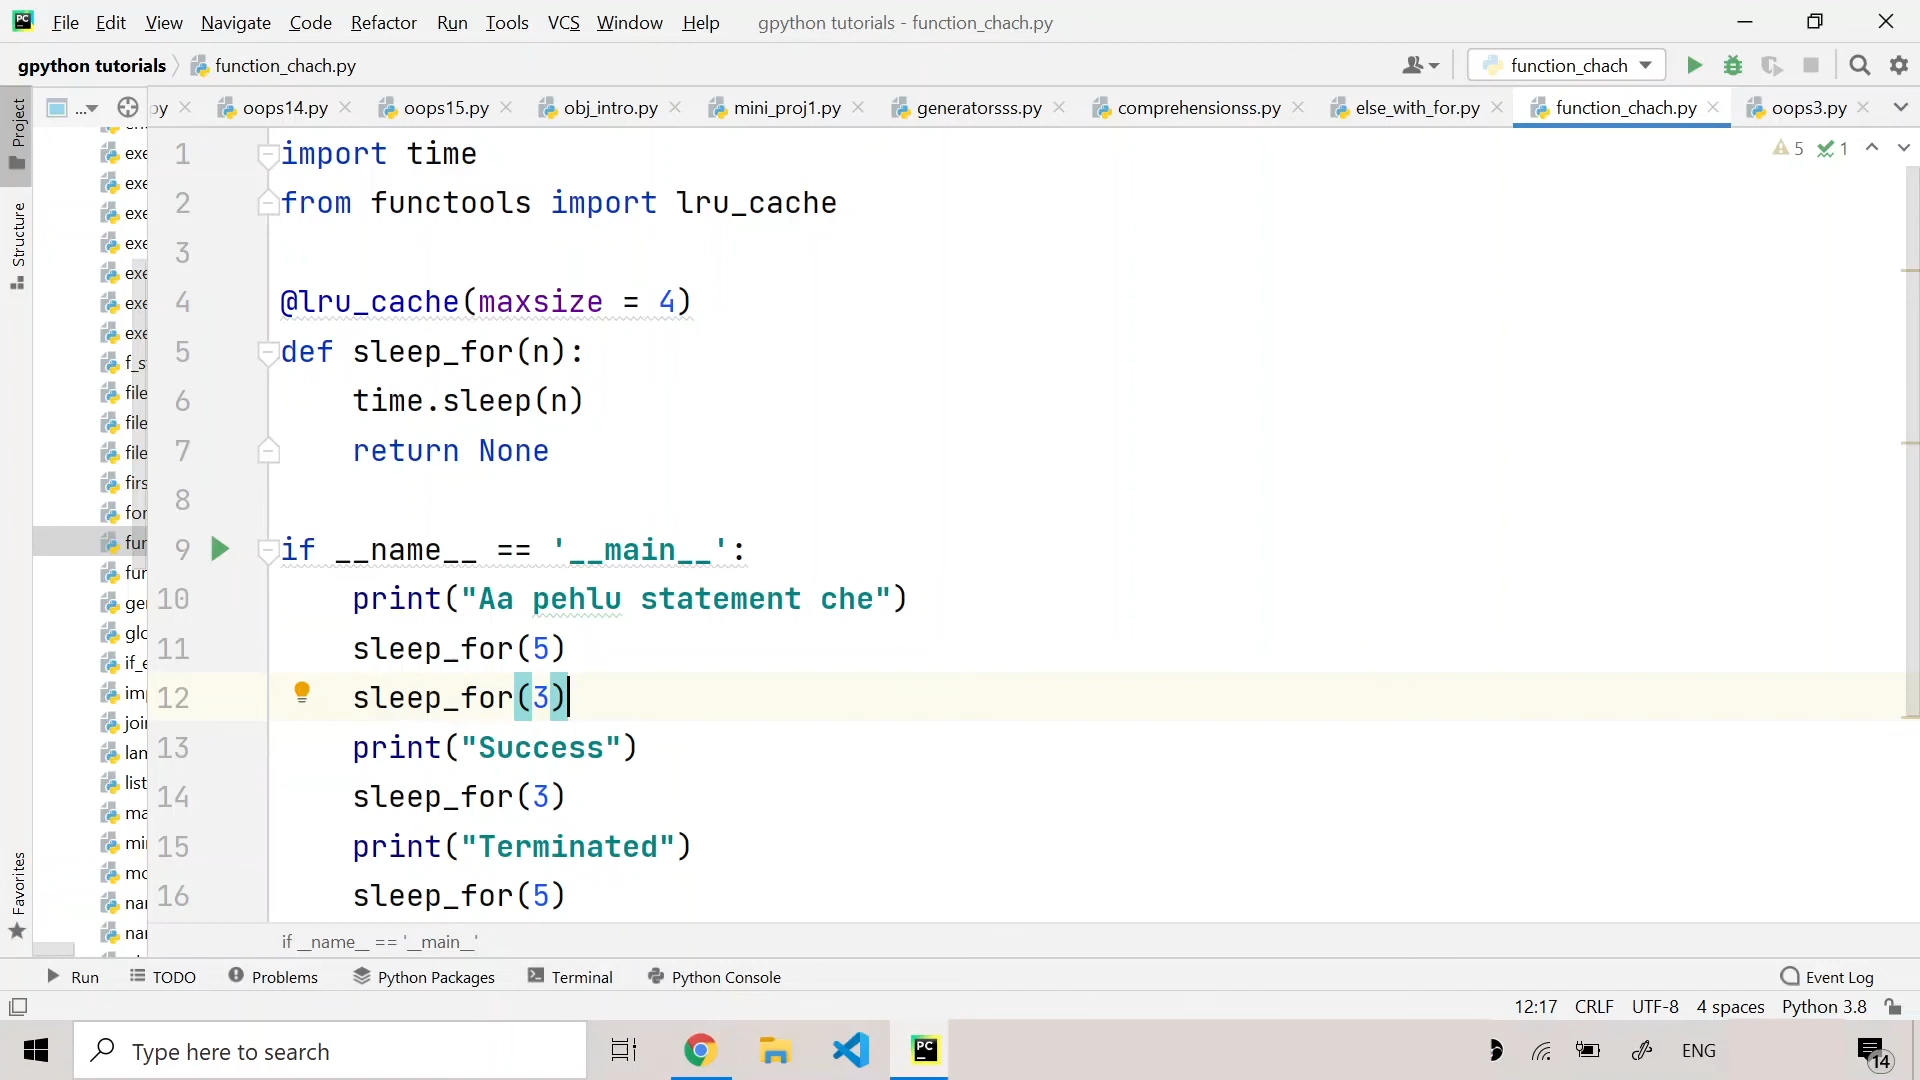 File Edit View Navigate Code Refactor Run Tools VCS Window Help gpython tutorials - function_chach.py
gpython tutorials function_chach.py function_chach
oops14.py oops15.py obj_intro.py mini_proj1.py generatorsss.py comprehensionss.py else_with_for.py function_chach.py oops3.py
Project
Structure
Favorites
5 1
1 import time
2 from functools import lru_cache
3
4 @lru_cache(maxsize = 4)
5 def sleep_for(n):
6 time.sleep(n)
7 return None
8
9 if __name__ == '__main__':
10 print("Aa pehlu statement che")
11 sleep_for(5)
12 sleep_for(3)
13 print("Success")
14 sleep_for(3)
15 print("Terminated")
16 sleep_for(5)
if __name__ == '__main__'
Run TODO Problems Python Packages Terminal Python Console Event Log
12:17 CRLF UTF-8 4 spaces Python 3.8
Type here to search ENG 14